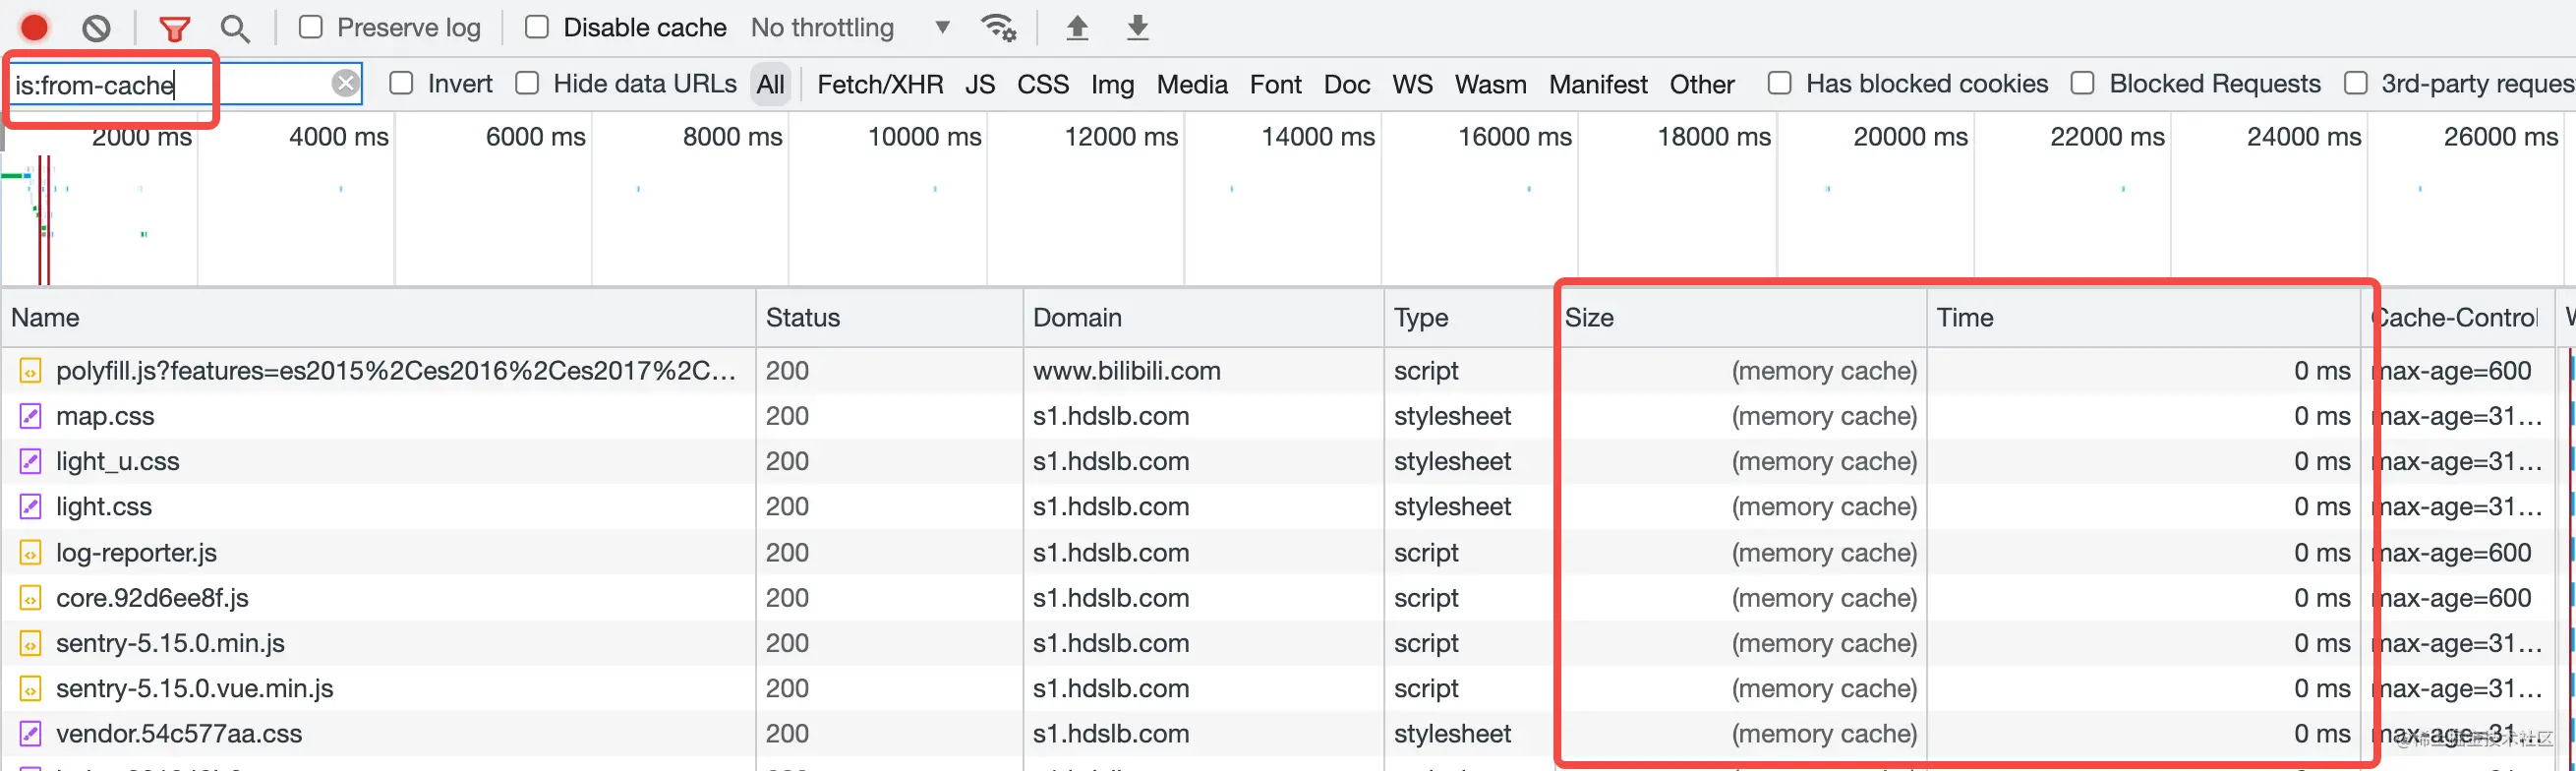 Preserve log Disable cache No throttling
is:from-cache Invert Hide data URLs All Fetch/XHR JS CSS Img Media Font Doc WS Wasm Manifest Other Has blocked cookies Blocked Requests 3rd-party reques
2000 ms 4000 ms 6000 ms 8000 ms 10000 ms 12000 ms 14000 ms 16000 ms 18000 ms 20000 ms 22000 ms 24000 ms 26000 ms
Name Status Domain Type Size Time Cache-Control
polyfill.js?features=es2015%2Ces2016%2Ces2017%2C... 200 www.bilibili.com script (memory cache) 0 ms max-age=600
map.css 200 s1.hdslb.com stylesheet (memory cache) 0 ms max-age=31...
light_u.css 200 s1.hdslb.com stylesheet (memory cache) 0 ms max-age=31...
light.css 200 s1.hdslb.com stylesheet (memory cache) 0 ms max-age=31...
log-reporter.js 200 s1.hdslb.com script (memory cache) 0 ms max-age=600
core.92d6ee8f.js 200 s1.hdslb.com script (memory cache) 0 ms max-age=600
sentry-5.15.0.min.js 200 s1.hdslb.com script (memory cache) 0 ms max-age=31...
sentry-5.15.0.vue.min.js 200 s1.hdslb.com script (memory cache) 0 ms max-age=31...
vendor.54c577aa.css 200 s1.hdslb.com stylesheet (memory cache) 0 ms max-age=31...
@稀土掘金技术社区